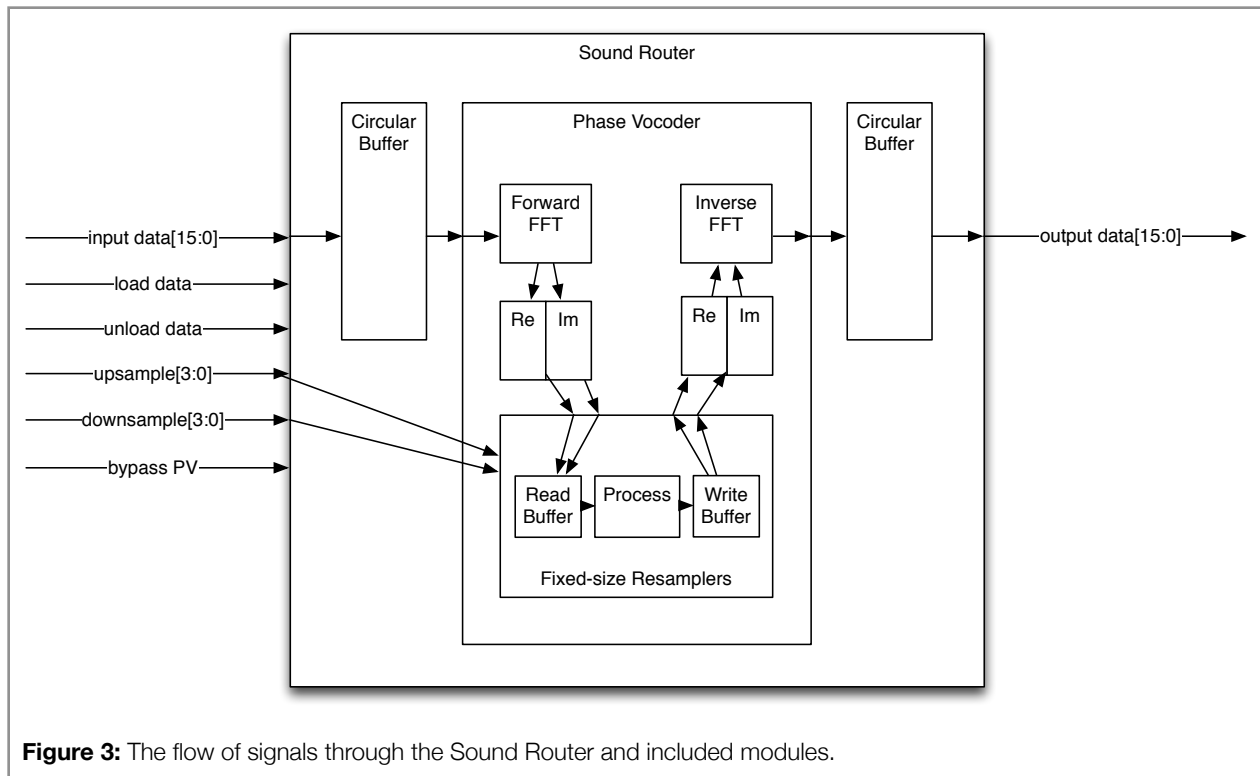 Sound Router
Circular
Buffer
Phase Vocoder
Circular
Buffer
Forward
FFT
Inverse
FFT
input data[15:0]
load data
unload data
upsample[3:0]
downsample[3:0]
bypass PV
output data[15:0]
Re
Im
Re
Im
Read
Buffer
Process
Write
Buffer
Fixed-size Resamplers
Figure 3: The flow of signals through the Sound Router and included modules.